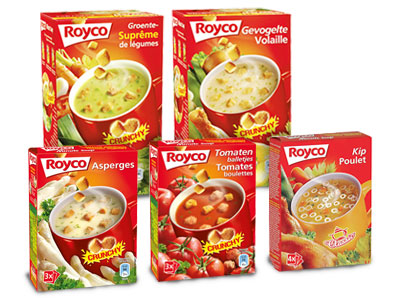 Royco
Groente-
Suprême
de légumes
CRUNCHY
Royco
Gevogelte
Volaille
CRUNCHY
Royco
Asperges
CRUNCHY
3x
Royco
Tomaten
balletjes
Tomates
boulettes
CRUNCHY
3x
Royco
Kip
Poulet
4x